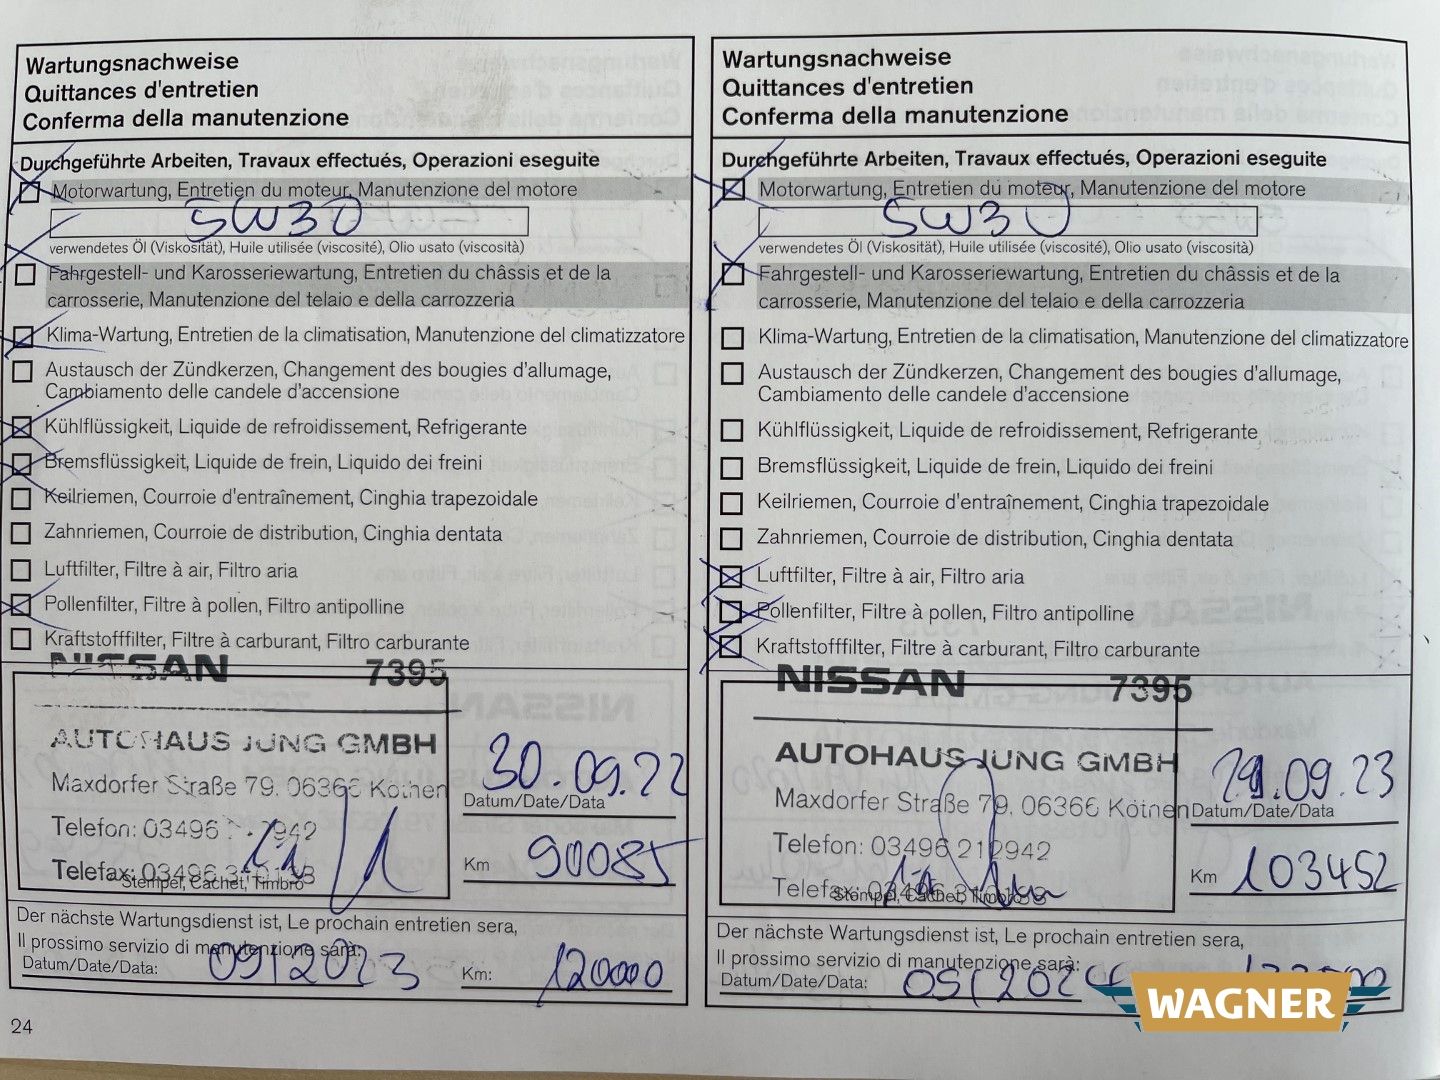 Wartungsnachweise
Quittances d'entretien
Conferma della manutenzione
Durchgeführte Arbeiten, Travaux effectués, Operazioni eseguite
Motorwartung, Entretien du moteur, Manutenzione del motore
5W30
verwendetes Öl (Viskosität), Huile utilisée (viscosité), Olio usato (viscosità)
Fahrgestell- und Karosseriewartung, Entretien du châssis et de la
carrosserie, Manutenzione del telaio e della carrozzeria
Klima-Wartung, Entretien de la climatisation, Manutenzione del climatizzatore
Austausch der Zündkerzen, Changement des bougies d'allumage,
Cambiamento delle candele d'accensione
Kühlflüssigkeit, Liquide de refroidissement, Refrigerante
Bremsflüssigkeit, Liquide de frein, Liquido dei freini
Keilriemen, Courroie d'entraînement, Cinghia trapezoidale
Zahnriemen, Courroie de distribution, Cinghia dentata
Luftfilter, Filtre à air, Filtro aria
Pollenfilter, Filtre à pollen, Filtro antipolline
Kraftstofffilter, Filtre à carburant, Filtro carburante
NISSAN 7395
AUTOHAUS JUNG GMBH
Maxdorfer Straße 79, 06366 Köthen
Telefon: 03496 212942
Telefax: 03496
Stempel, Cachet, Timbro
30.09.22
Datum/Date/Data
Km 90085
Der nächste Wartungsdienst ist, Le prochain entretien sera,
Il prossimo servizio di manutenzione sarà:
Datum/Date/Data: 09/2023 Km: 120000
24
Wartungsnachweise
Quittances d'entretien
Conferma della manutenzione
Durchgeführte Arbeiten, Travaux effectués, Operazioni eseguite
Motorwartung, Entretien du moteur, Manutenzione del motore
5W30
verwendetes Öl (Viskosität), Huile utilisée (viscosité), Olio usato (viscosità)
Fahrgestell- und Karosseriewartung, Entretien du châssis et de la
carrosserie, Manutenzione del telaio e della carrozzeria
Klima-Wartung, Entretien de la climatisation, Manutenzione del climatizzatore
Austausch der Zündkerzen, Changement des bougies d'allumage,
Cambiamento delle candele d'accensione
Kühlflüssigkeit, Liquide de refroidissement, Refrigerante
Bremsflüssigkeit, Liquide de frein, Liquido dei freini
Keilriemen, Courroie d'entraînement, Cinghia trapezoidale
Zahnriemen, Courroie de distribution, Cinghia dentata
Luftfilter, Filtre à air, Filtro aria
Pollenfilter, Filtre à pollen, Filtro antipolline
Kraftstofffilter, Filtre à carburant, Filtro carburante
NISSAN 7395
AUTOHAUS JUNG GMBH
Maxdorfer Straße 79, 06366 Köthen
Telefon: 03496 212942
Telefax: 03496
Stempel, Cachet, Timbro
29.09.23
Datum/Date/Data
Km 103452
Der nächste Wartungsdienst ist, Le prochain entretien sera,
Il prossimo servizio di manutenzione sarà:
Datum/Date/Data: 09/2024
WAGNER